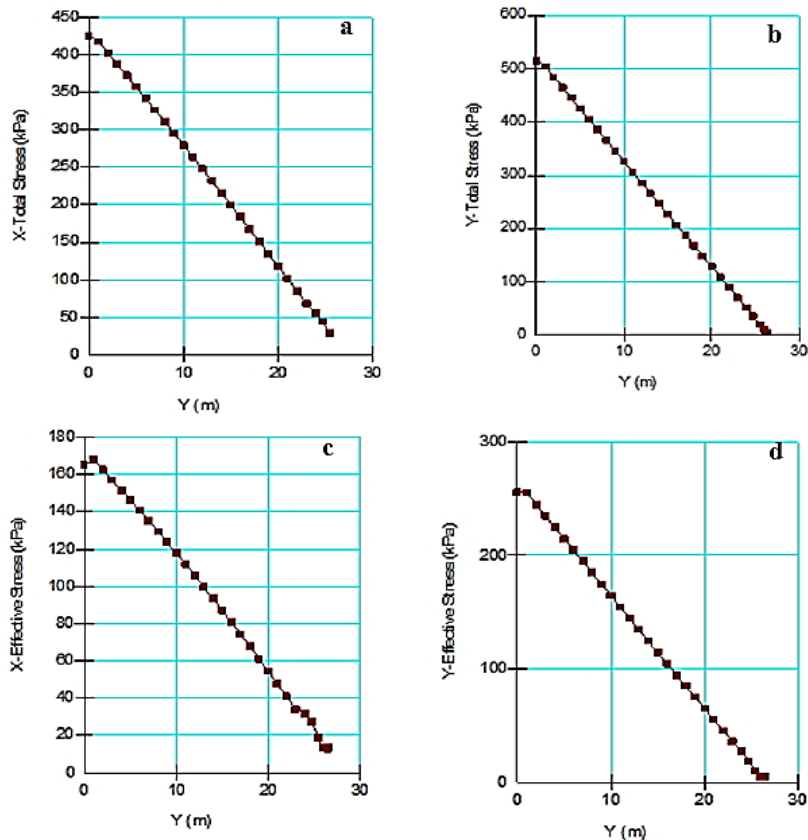 a
450
400
350
300
250
200
150
100
50
0
X-Total Stress (kPa)
0 10 20 30
Y (m)
b
600
500
400
300
200
100
0
Y-Total Stress (kPa)
0 10 20 30
Y (m)
c
180
160
140
120
100
80
60
40
20
0
X-Effective Stress (kPa)
0 10 20 30
Y (m)
d
300
200
100
0
Y-Effective Stress (kPa)
0 10 20 30
Y (m)